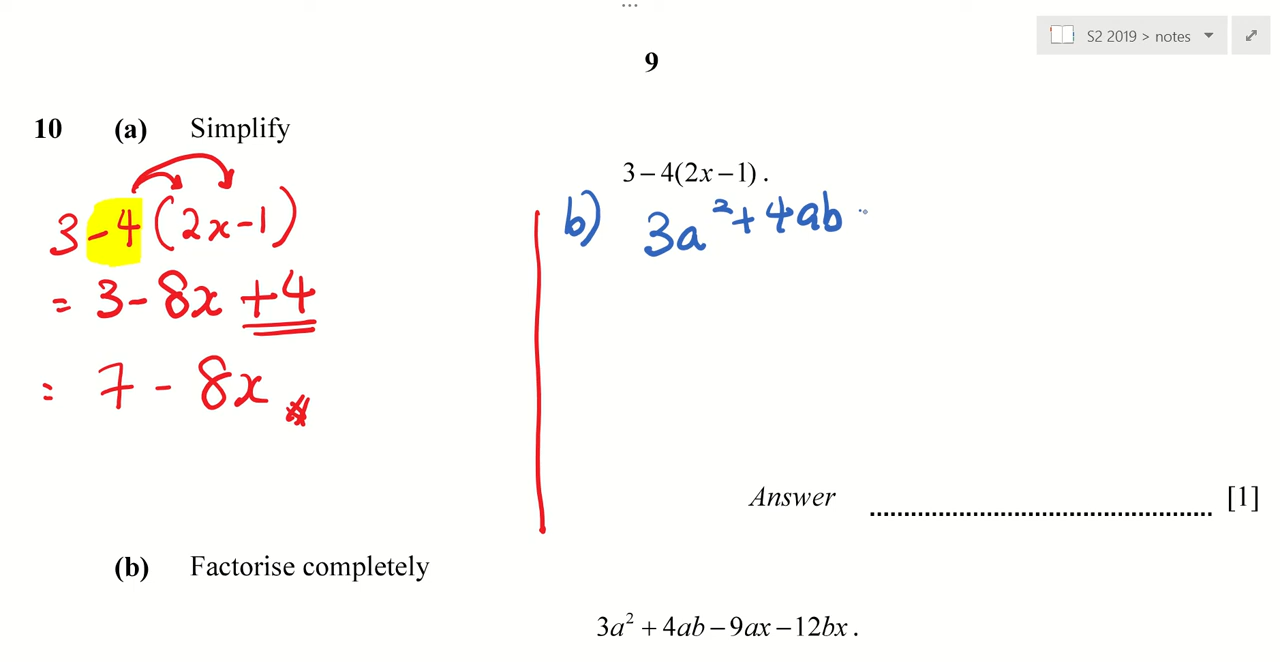 S2 2019 > notes
9
10 (a) Simplify
3 – 4(2x – 1) .
3 - 4 (2x - 1)
= 3 - 8x + 4
= 7 - 8x
b) 3a² + 4ab
Answer ................................................ [1]
(b) Factorise completely
3a² + 4ab – 9ax – 12bx .